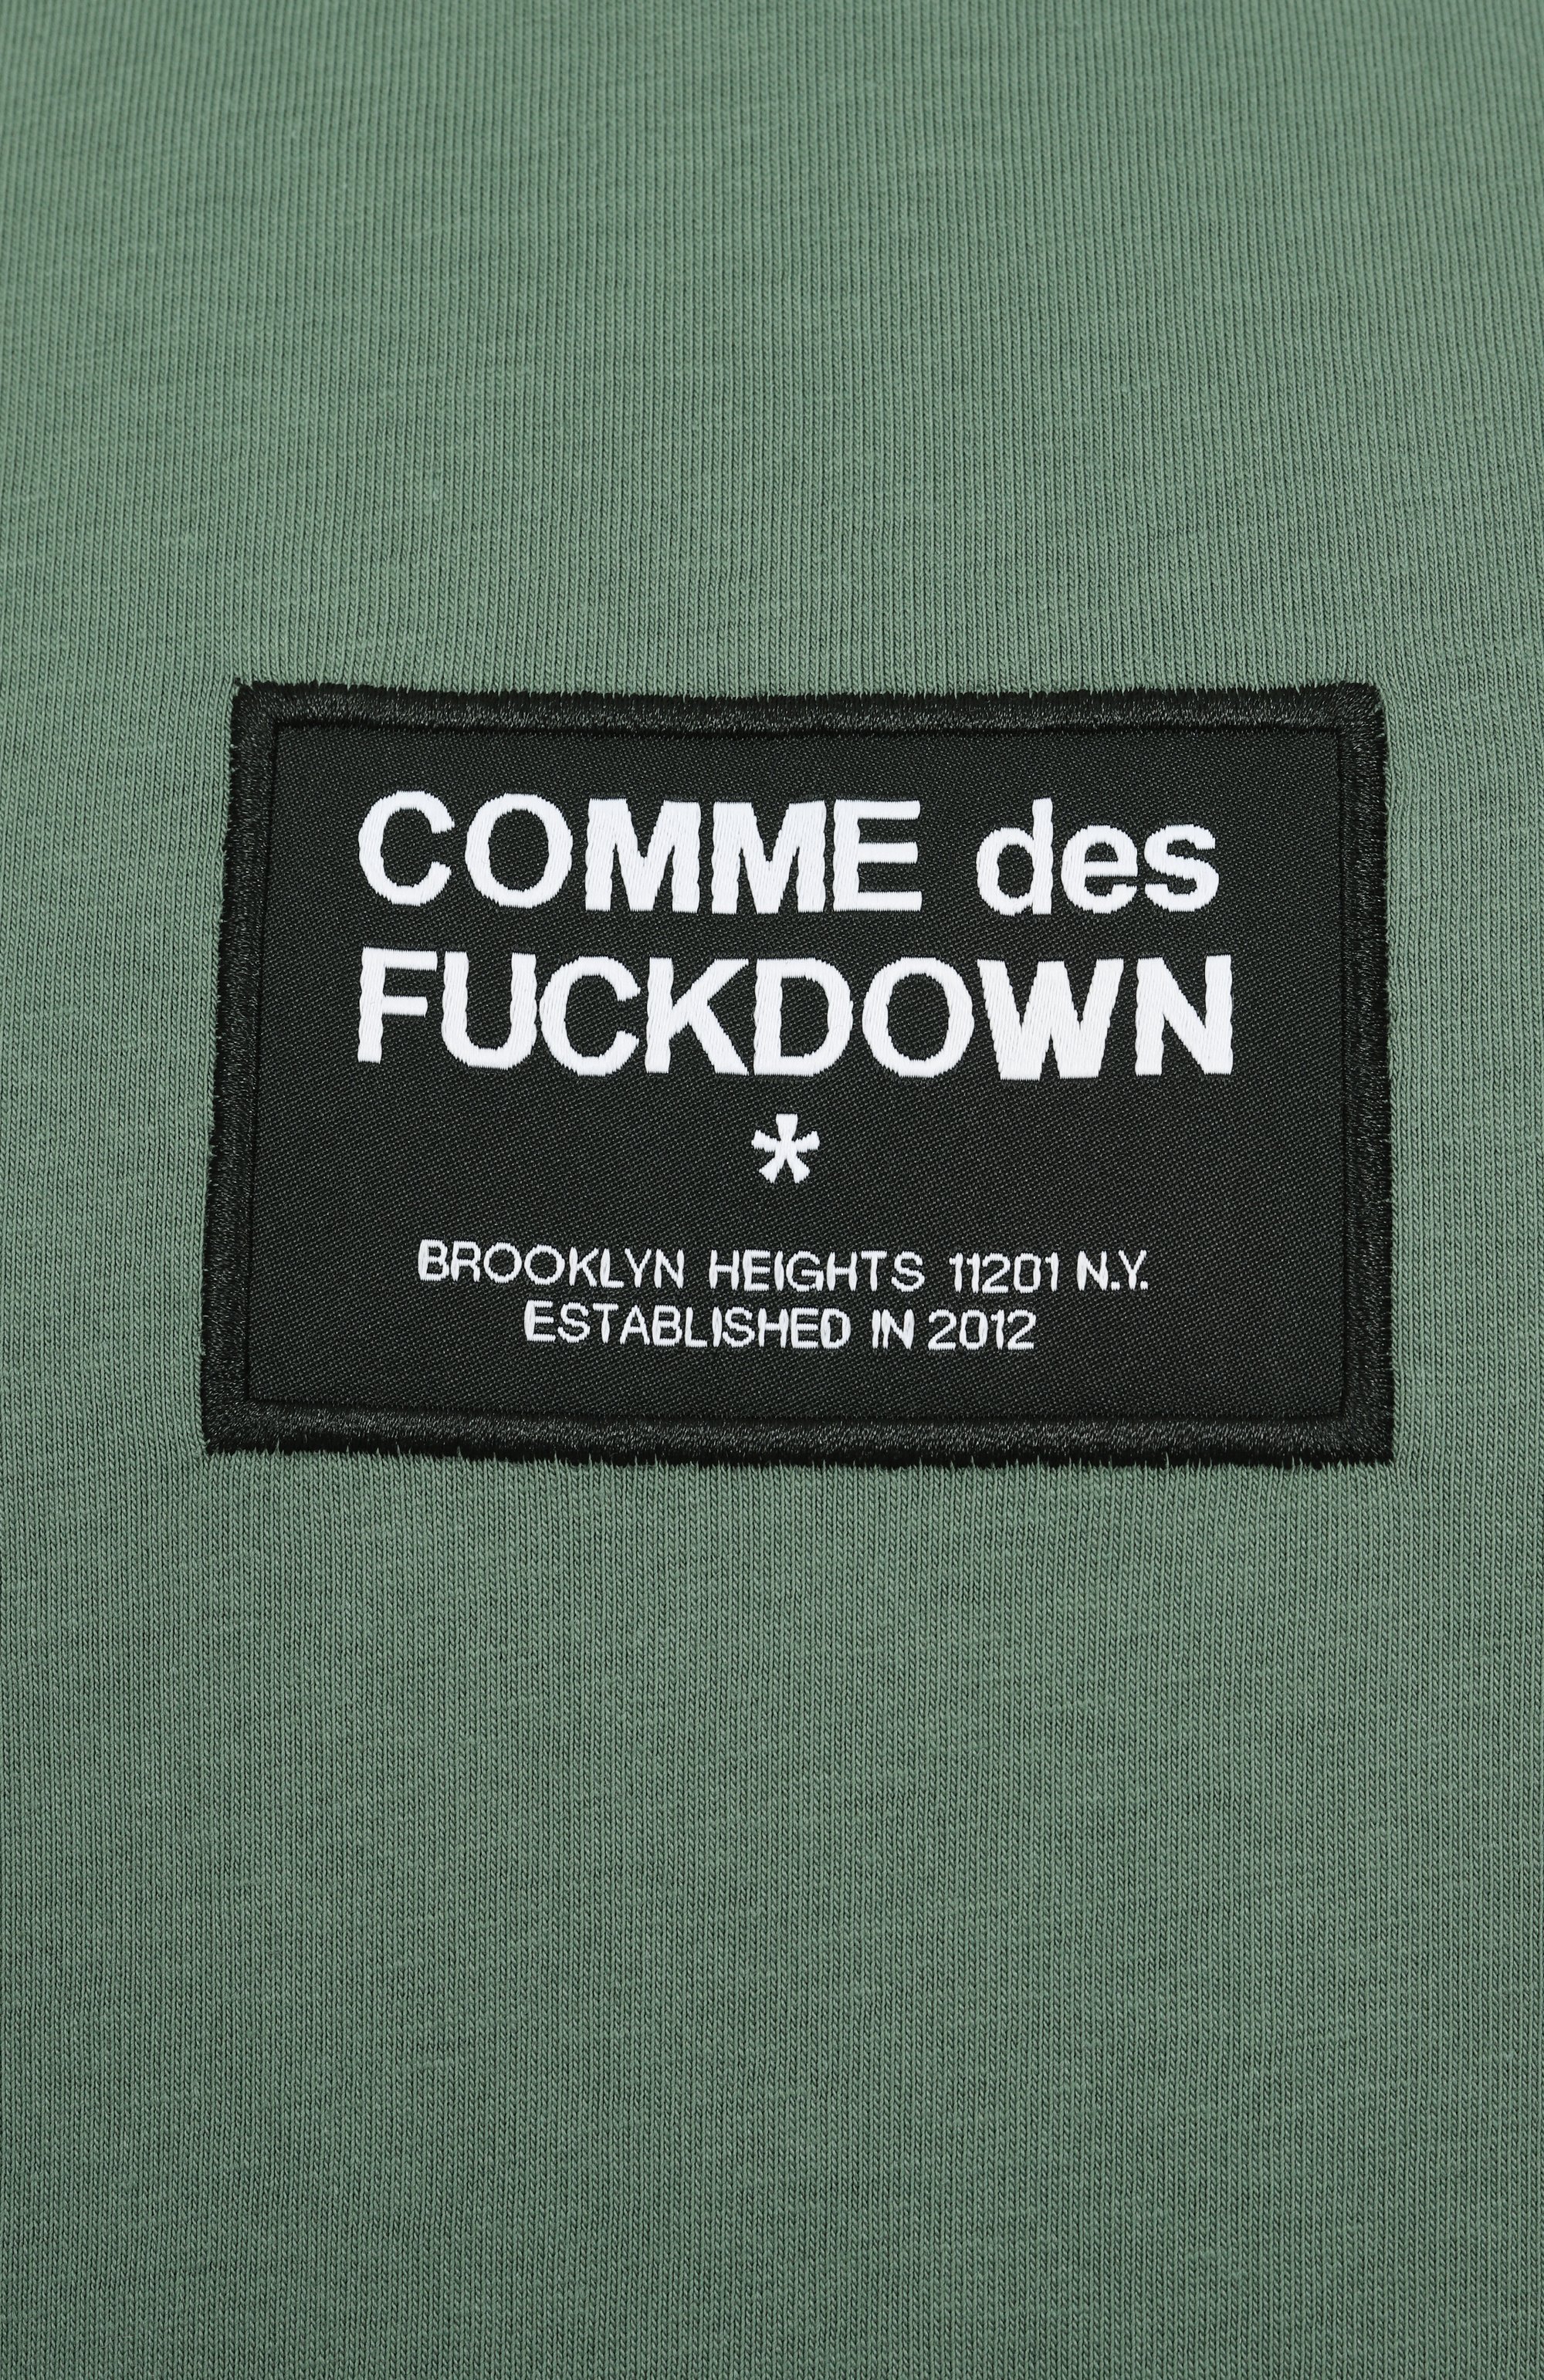 COMME des
FUCKDOWN
*
BROOKLYN HEIGHTS 11201 N.Y.
ESTABLISHED IN 2012